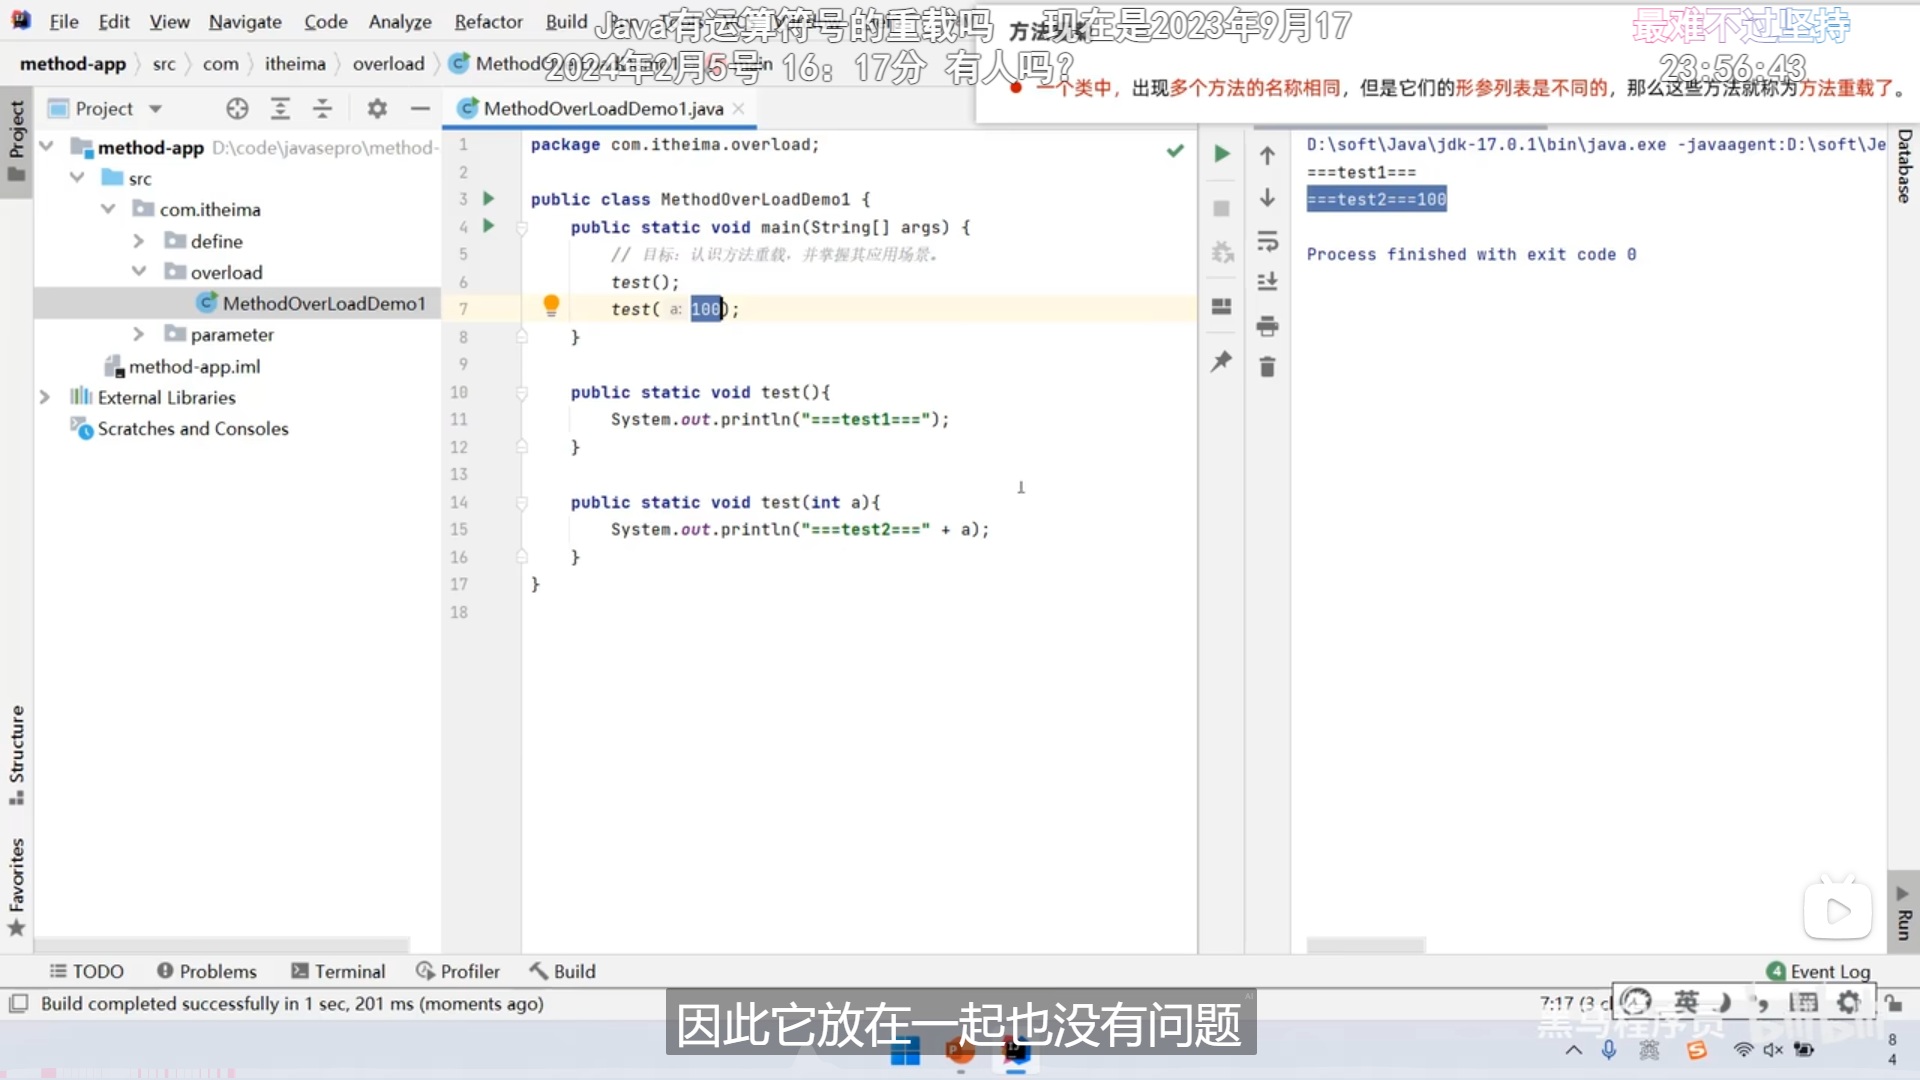 File Edit View Navigate Code Analyze Refactor Build
Java有运算符号的重载吗
现在是2023年9月17
最难不过坚持
方法
method-app src com itheima overload
2024年2月5号 16：17分 有人吗？
23:56:43
一个类中，出现多个方法的名称相同，但是它们的形参列表是不同的，那么这些方法就称为方法重载了。
Project
MethodOverLoadDemo1.java
method-app D:\code\javasepro\method-
src
com.itheima
define
overload
MethodOverLoadDemo1
parameter
method-app.iml
External Libraries
Scratches and Consoles
Project
Structure
Favorites
1 package com.itheima.overload;
2
3 public class MethodOverLoadDemo1 {
4 public static void main(String[] args) {
5 // 目标：认识方法重载，并掌握其应用场景。
6 test();
7 test( a: 100);
8 }
9
10 public static void test(){
11 System.out.println("===test1===");
12 }
13
14 public static void test(int a){
15 System.out.println("===test2===" + a);
16 }
17 }
18
D:\soft\Java\jdk-17.0.1\bin\java.exe -javaagent:D:\soft\Je
===test1===
===test2===100
Process finished with exit code 0
Database
Run
TODO Problems Terminal Profiler Build
4 Event Log
Build completed successfully in 1 sec, 201 ms (moments ago)
7:17
英
因此它放在一起也没有问题
黑马程序员
bilibili
8
4